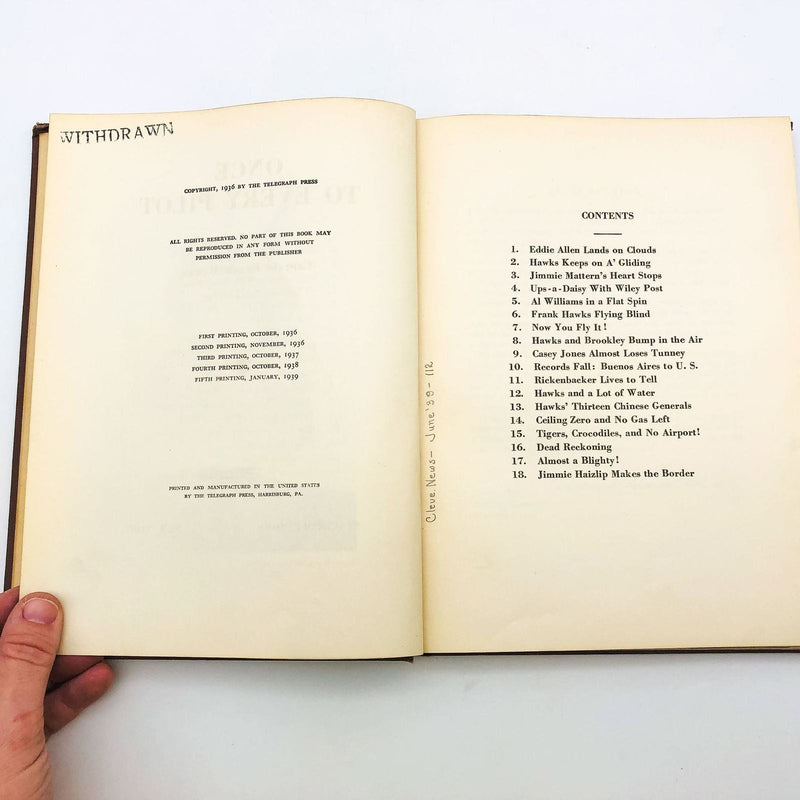 WITHDRAWN
COPYRIGHT, 1936 BY THE TELEGRAPH PRESS
ALL RIGHTS RESERVED. NO PART OF THIS BOOK MAY
BE REPRODUCED IN ANY FORM WITHOUT
PERMISSION FROM THE PUBLISHER
FIRST PRINTING, OCTOBER, 1936
SECOND PRINTING, NOVEMBER, 1936
THIRD PRINTING, OCTOBER, 1937
FOURTH PRINTING, OCTOBER, 1938
FIFTH PRINTING, JANUARY, 1939
PRINTED AND MANUFACTURED IN THE UNITED STATES
BY THE TELEGRAPH PRESS, HARRISBURG, PA.
Cleve. News - June '39 - 112
CONTENTS
1. Eddie Allen Lands on Clouds
2. Hawks Keeps on A' Gliding
3. Jimmie Mattern's Heart Stops
4. Ups-a-Daisy With Wiley Post
5. Al Williams in a Flat Spin
6. Frank Hawks Flying Blind
7. Now You Fly It!
8. Hawks and Brookley Bump in the Air
9. Casey Jones Almost Loses Tunney
10. Records Fall: Buenos Aires to U. S.
11. Rickenbacker Lives to Tell
12. Hawks and a Lot of Water
13. Hawks' Thirteen Chinese Generals
14. Ceiling Zero and No Gas Left
15. Tigers, Crocodiles, and No Airport!
16. Dead Reckoning
17. Almost a Blighty!
18. Jimmie Haizlip Makes the Border